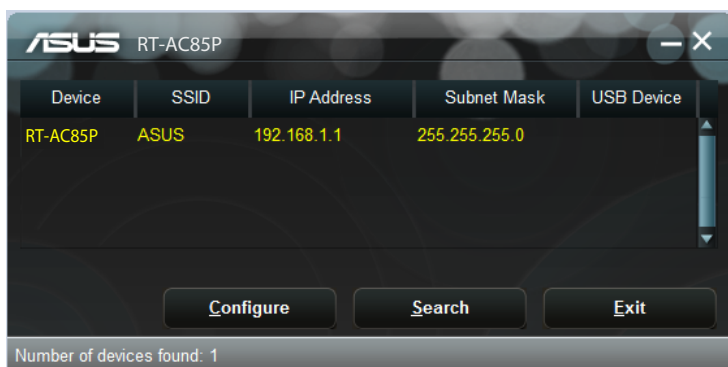 ASUS RT-AC85P
Device SSID IP Address Subnet Mask USB Device
RT-AC85P ASUS 192.168.1.1 255.255.255.0
Configure Search Exit
Number of devices found: 1